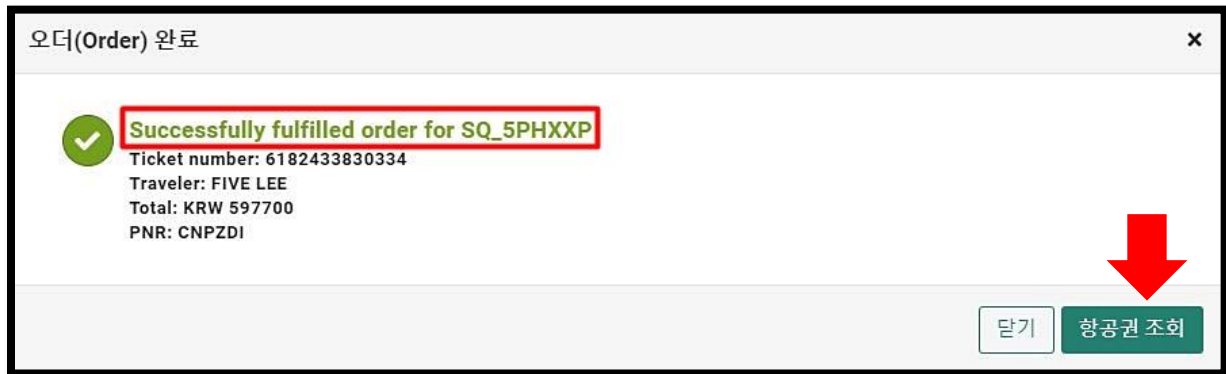 오더(Order) 완료
×
Successfully fulfilled order for SQ_5PHXXP
Ticket number: 6182433830334
Traveler: FIVE LEE
Total: KRW 597700
PNR: CNPZDI
닫기
항공권 조회